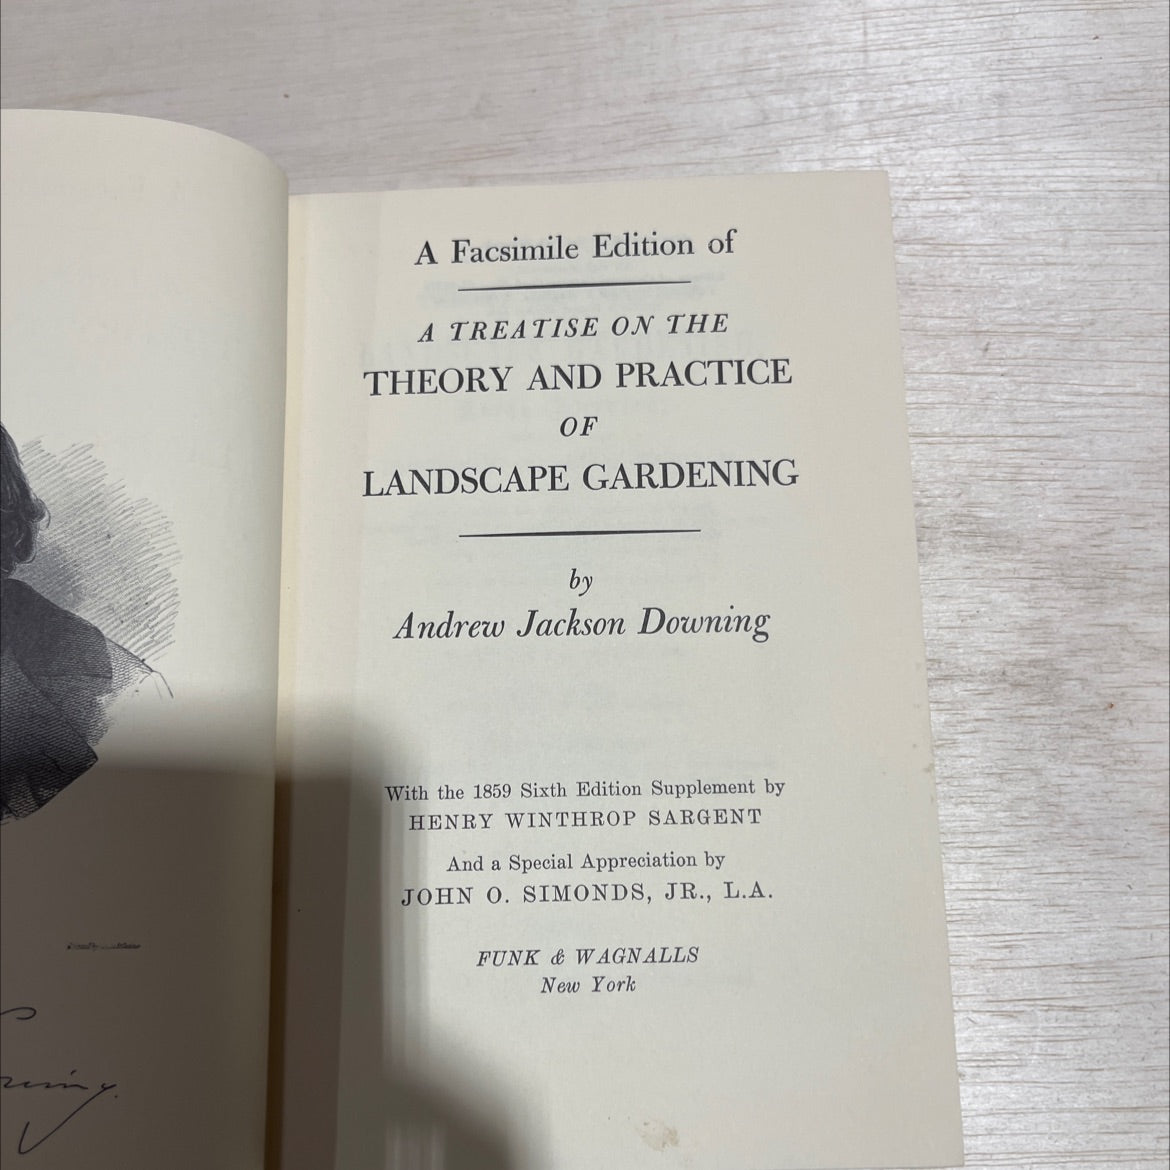 A Facsimile Edition of
A TREATISE ON THE
THEORY AND PRACTICE
OF
LANDSCAPE GARDENING
by
Andrew Jackson Downing
With the 1859 Sixth Edition Supplement by
HENRY WINTHROP SARGENT
And a Special Appreciation by
JOHN O. SIMONDS, JR., L.A.
FUNK & WAGNALLS
New York